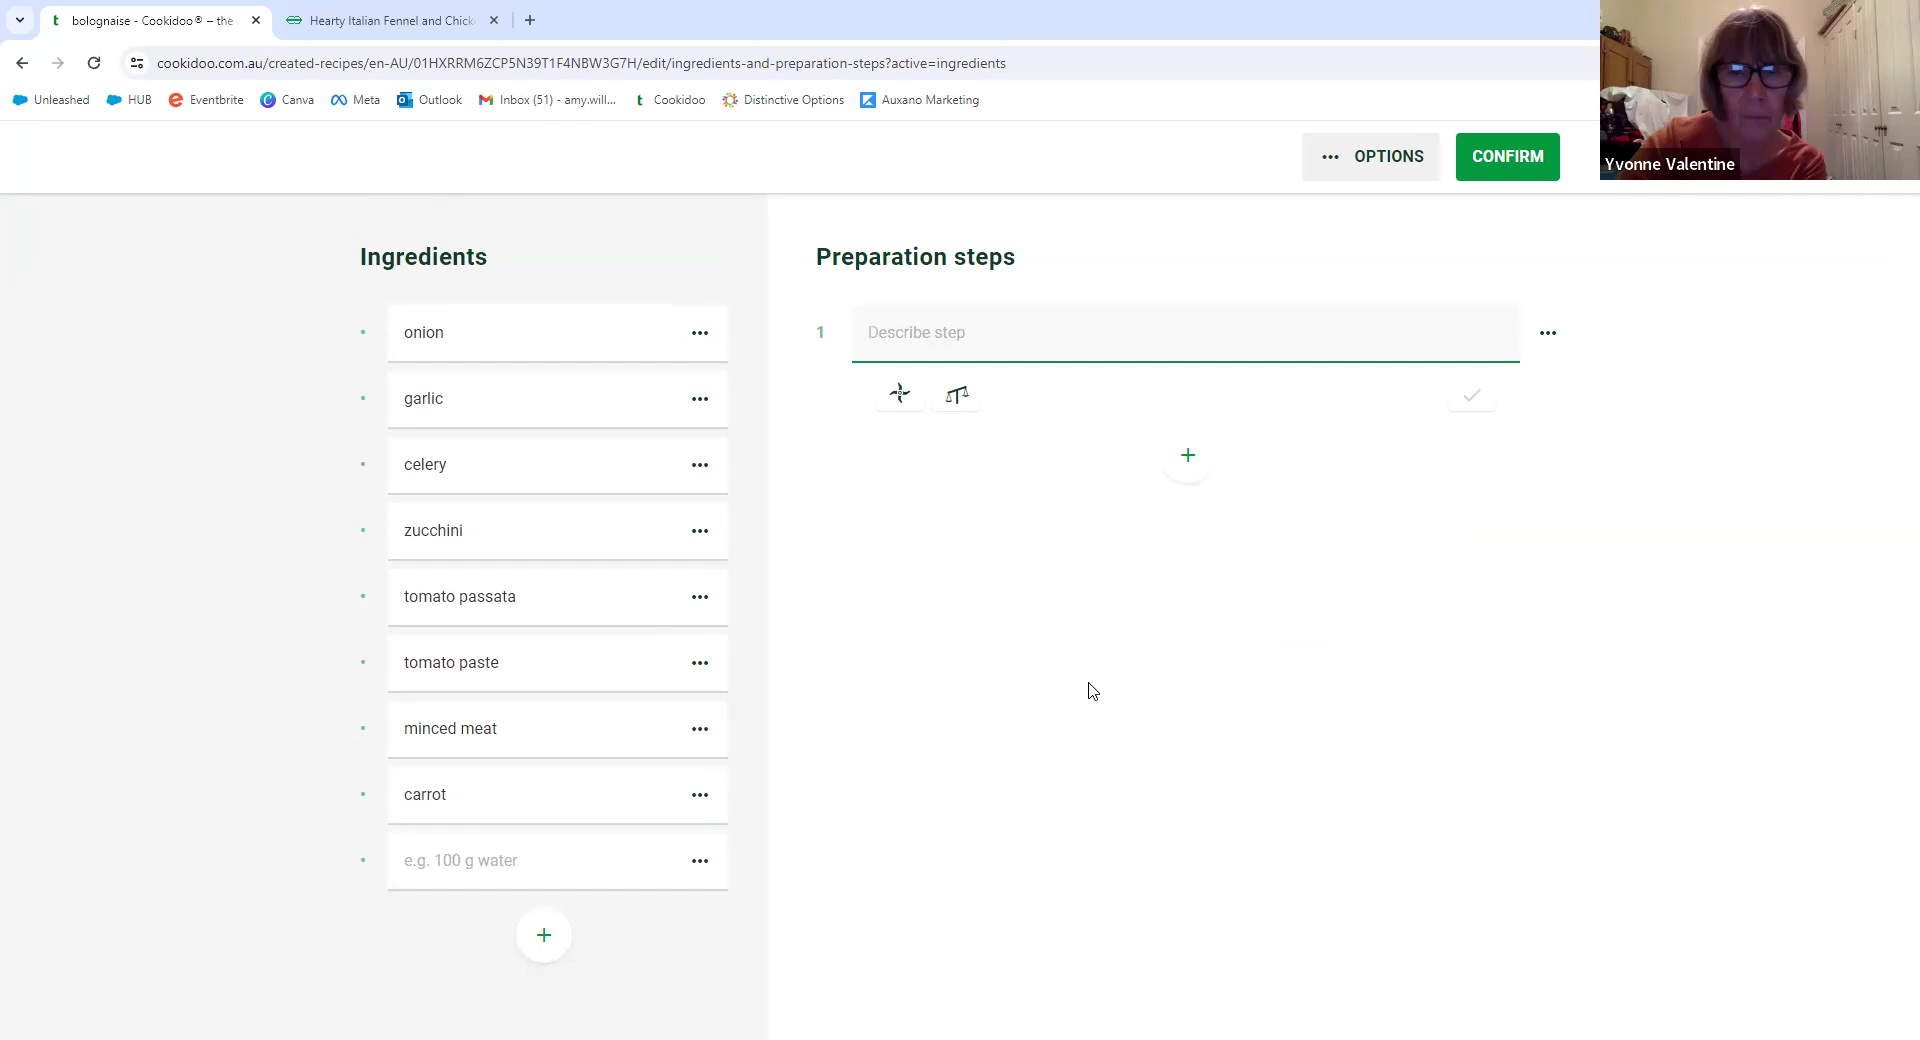 bolognaise - Cookidoo® – the
Hearty Italian Fennel and Chick
cookidoo.com.au/created-recipes/en-AU/01HXRRM6ZCP5N39T1F4NBW3G7H/edit/ingredients-and-preparation-steps?active=ingredients
Unleashed
HUB
Eventbrite
Canva
Meta
Outlook
Inbox (51) - amy.will...
Cookidoo
Distinctive Options
Auxano Marketing
OPTIONS
CONFIRM
Yvonne Valentine
Ingredients
onion
garlic
celery
zucchini
tomato passata
tomato paste
minced meat
carrot
e.g. 100 g water
Preparation steps
1
Describe step